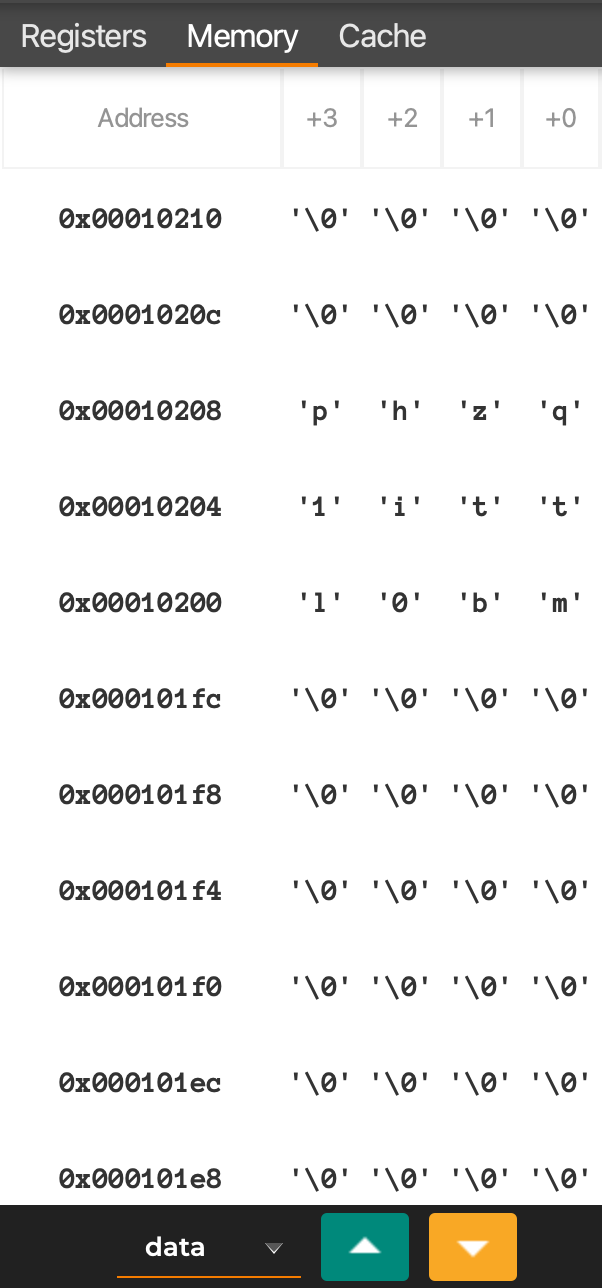 Registers Memory Cache
Address +3 +2 +1 +0
0x00010210 '\0' '\0' '\0' '\0'
0x0001020c '\0' '\0' '\0' '\0'
0x00010208 'p' 'h' 'z' 'q'
0x00010204 '1' 'i' 't' 't'
0x00010200 'l' '0' 'b' 'm'
0x000101fc '\0' '\0' '\0' '\0'
0x000101f8 '\0' '\0' '\0' '\0'
0x000101f4 '\0' '\0' '\0' '\0'
0x000101f0 '\0' '\0' '\0' '\0'
0x000101ec '\0' '\0' '\0' '\0'
0x000101e8 '\0' '\0' '\0' '\0'
data